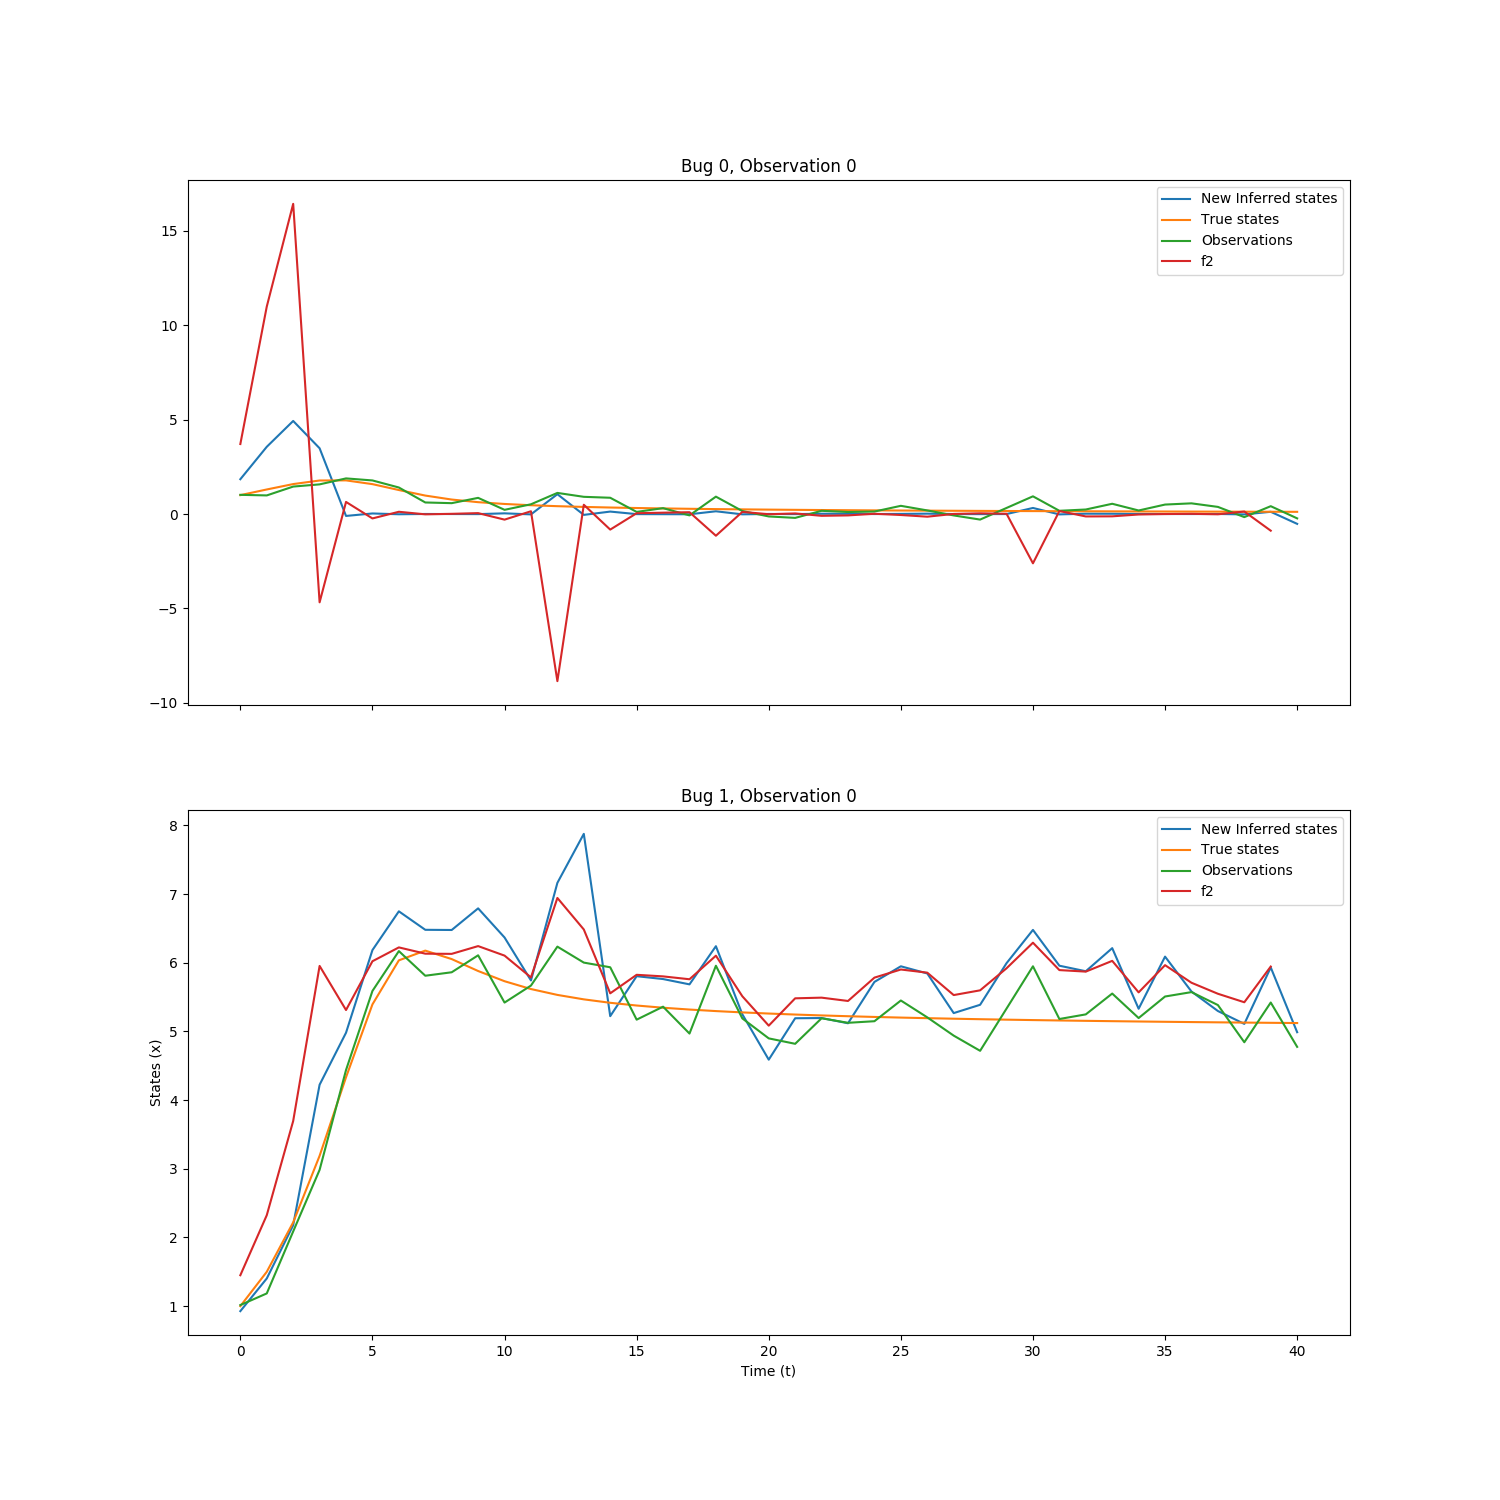 Bug 0, Observation 0
New Inferred states
True states
Observations
f2
15
10
5
0
−5
−10
Bug 1, Observation 0
New Inferred states
True states
Observations
f2
8
7
6
5
4
3
2
1
States (x)
0 5 10 15 20 25 30 35 40
Time (t)